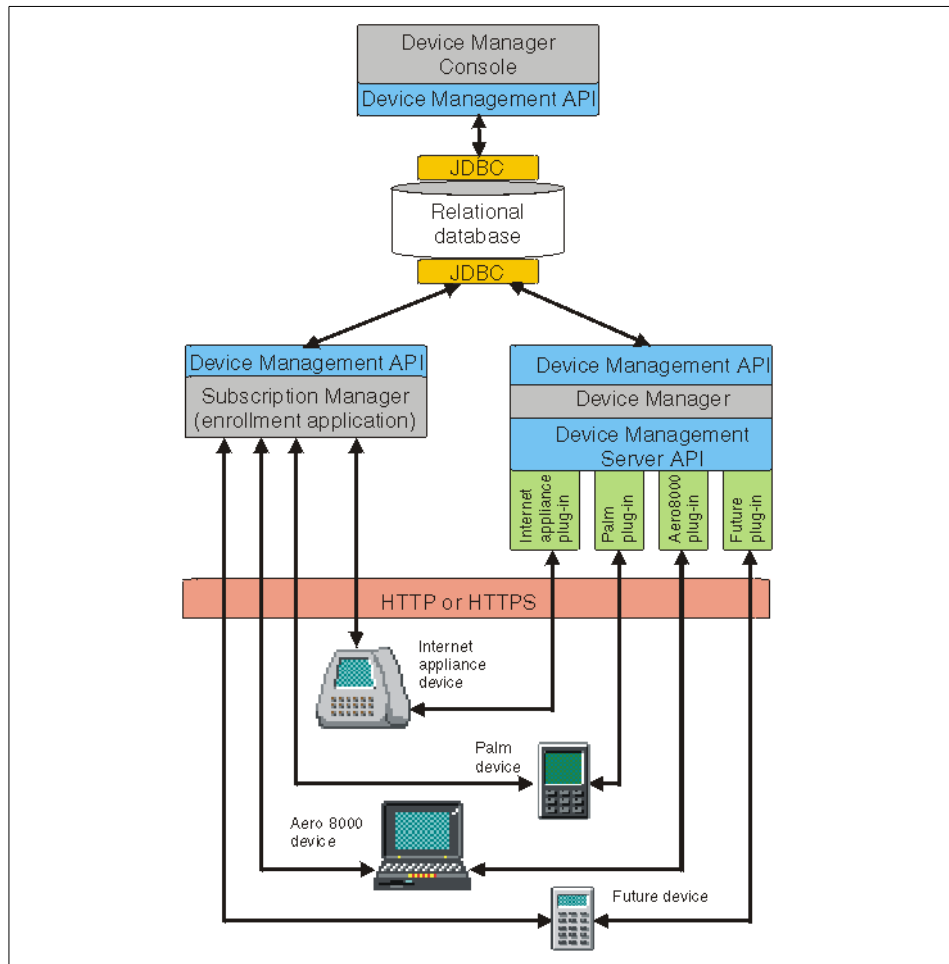 Device Manager
Console
Device Management API
JDBC
Relational
database
JDBC
Device Management API
Subscription Manager
(enrollment application)
Device Management API
Device Manager
Device Management
Server API
Internet
appliance
plug-in
Palm
plug-in
Aero8000
plug-in
Future
plug-in
HTTP or HTTPS
Internet
appliance
device
Palm
device
Aero 8000
device
Future device